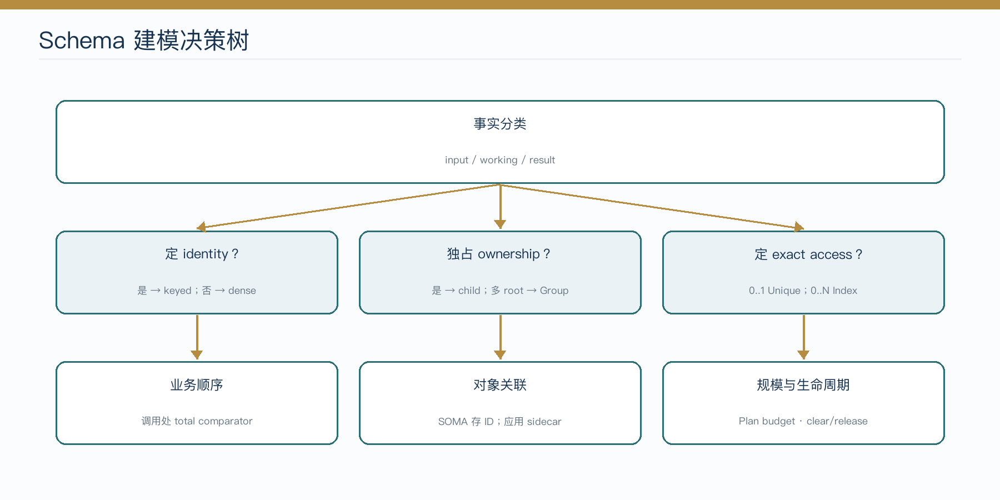 Schema 建模决策树
事实分类
input / working / result
定 identity？
是 → keyed；否 → dense
独占 ownership？
是 → child；多 root → Group
定 exact access？
0..1 Unique；0..N Index
业务顺序
调用处 total comparator
对象关联
SOMA 存 ID；应用 sidecar
规模与生命周期
Plan budget · clear/release